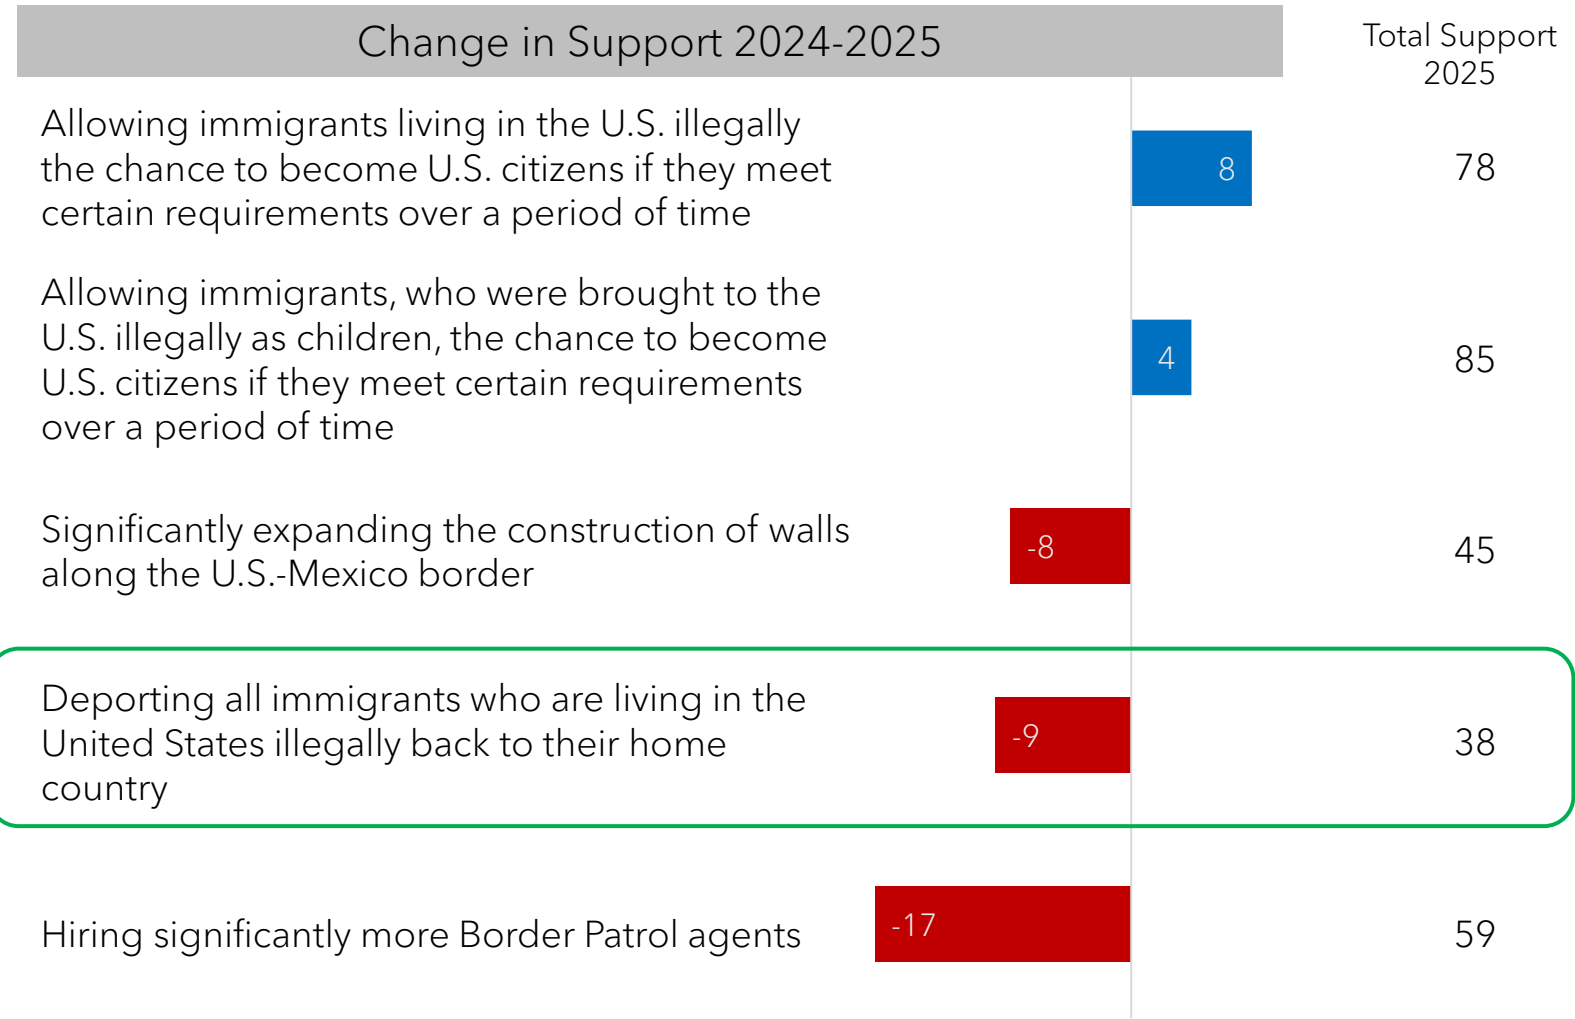 Change in Support 2024-2025
Total Support
2025
Allowing immigrants living in the U.S. illegally
the chance to become U.S. citizens if they meet
certain requirements over a period of time
8
78
Allowing immigrants, who were brought to the
U.S. illegally as children, the chance to become
U.S. citizens if they meet certain requirements
over a period of time
4
85
Significantly expanding the construction of walls
along the U.S.-Mexico border
-8
45
Deporting all immigrants who are living in the
United States illegally back to their home
country
-9
38
Hiring significantly more Border Patrol agents
-17
59